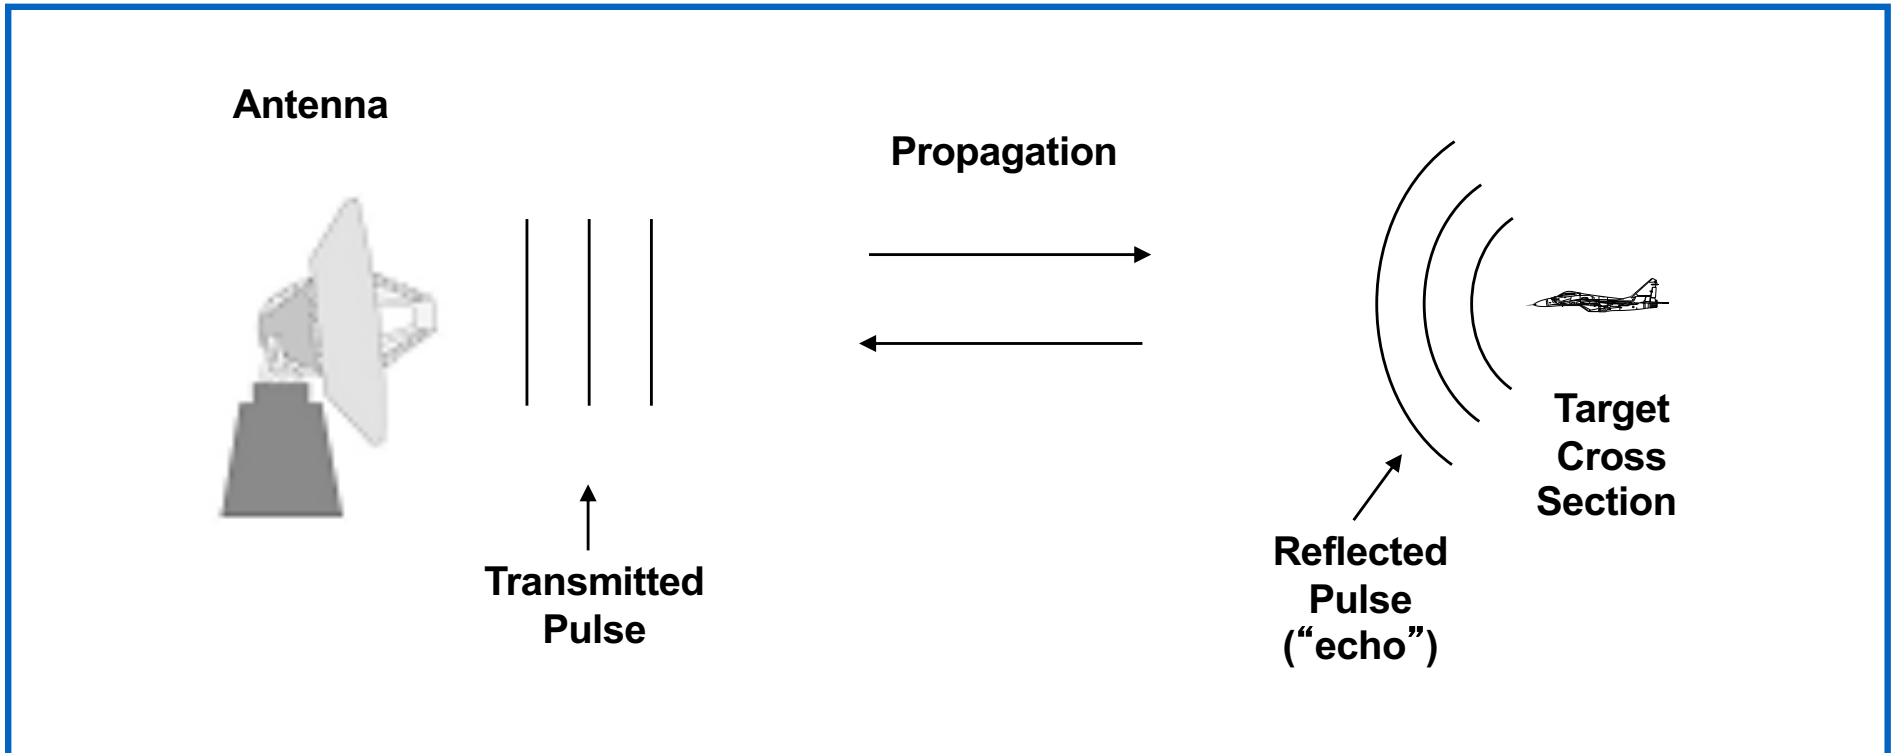 Antenna
Propagation
Transmitted
Pulse
Reflected
Pulse
(“echo”)
Target
Cross
Section